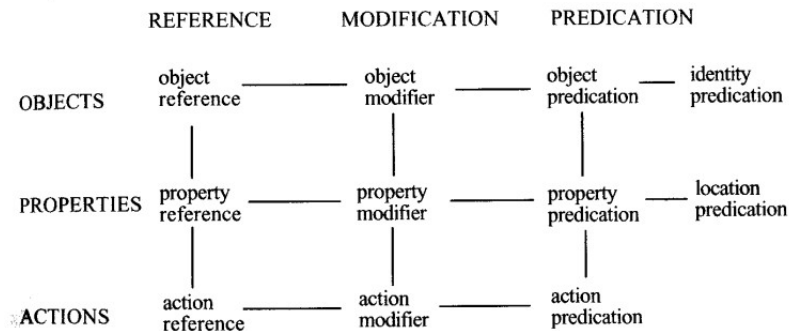 REFERENCE MODIFICATION PREDICATION
object object object identity
OBJECTS reference modifier predication predication
property property property location
PROPERTIES reference modifier predication predication
action action action
ACTIONS reference modifier predication